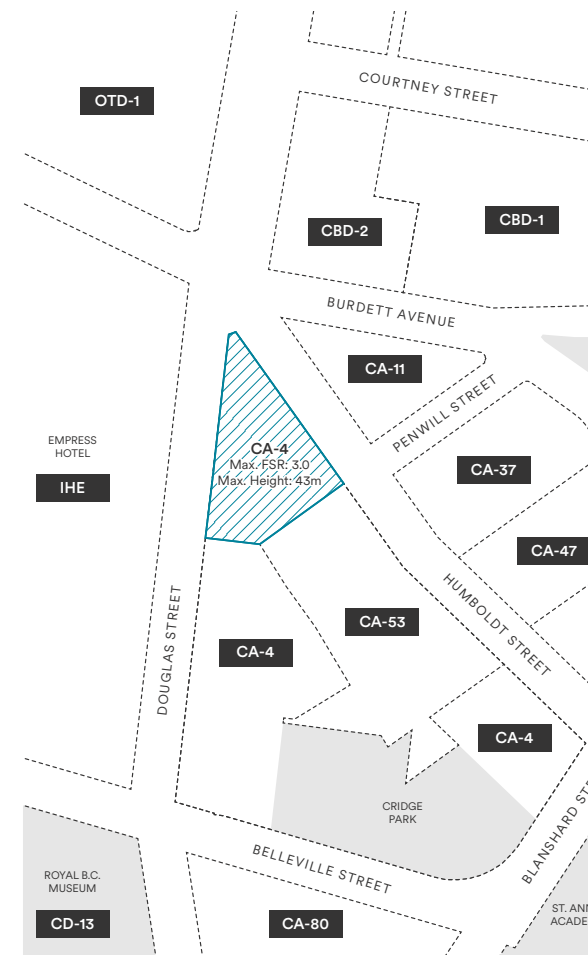 COURTNEY STREET
OTD-1
CBD-1
CBD-2
BURDETT AVENUE
CA-11
PENWILL STREET
EMPRESS
HOTEL
IHE
CA-4
Max. FSR: 3.0
Max. Height: 43m
CA-37
CA-47
HUMBOLDT STREET
DOUGLAS STREET
CA-53
CA-4
CA-4
CRIDGE
PARK
BLANSHARD
BELLEVILLE STREET
ROYAL B.C.
MUSEUM
CD-13
CA-80
ST.